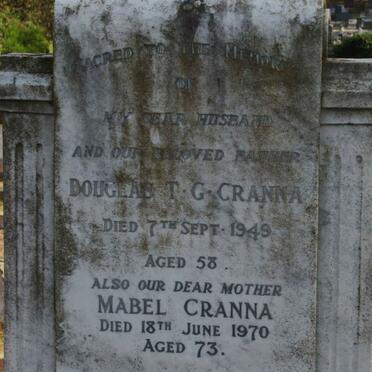 SACRED TO THE MEMORY
OF
MY DEAR HUSBAND
AND OUR BELOVED FATHER
DOUGLAS T. G. CRANNA
DIED 7TH SEPT. 1949
AGED 58.
ALSO OUR DEAR MOTHER
MABEL CRANNA
DIED 18TH JUNE 1970
AGED 73.